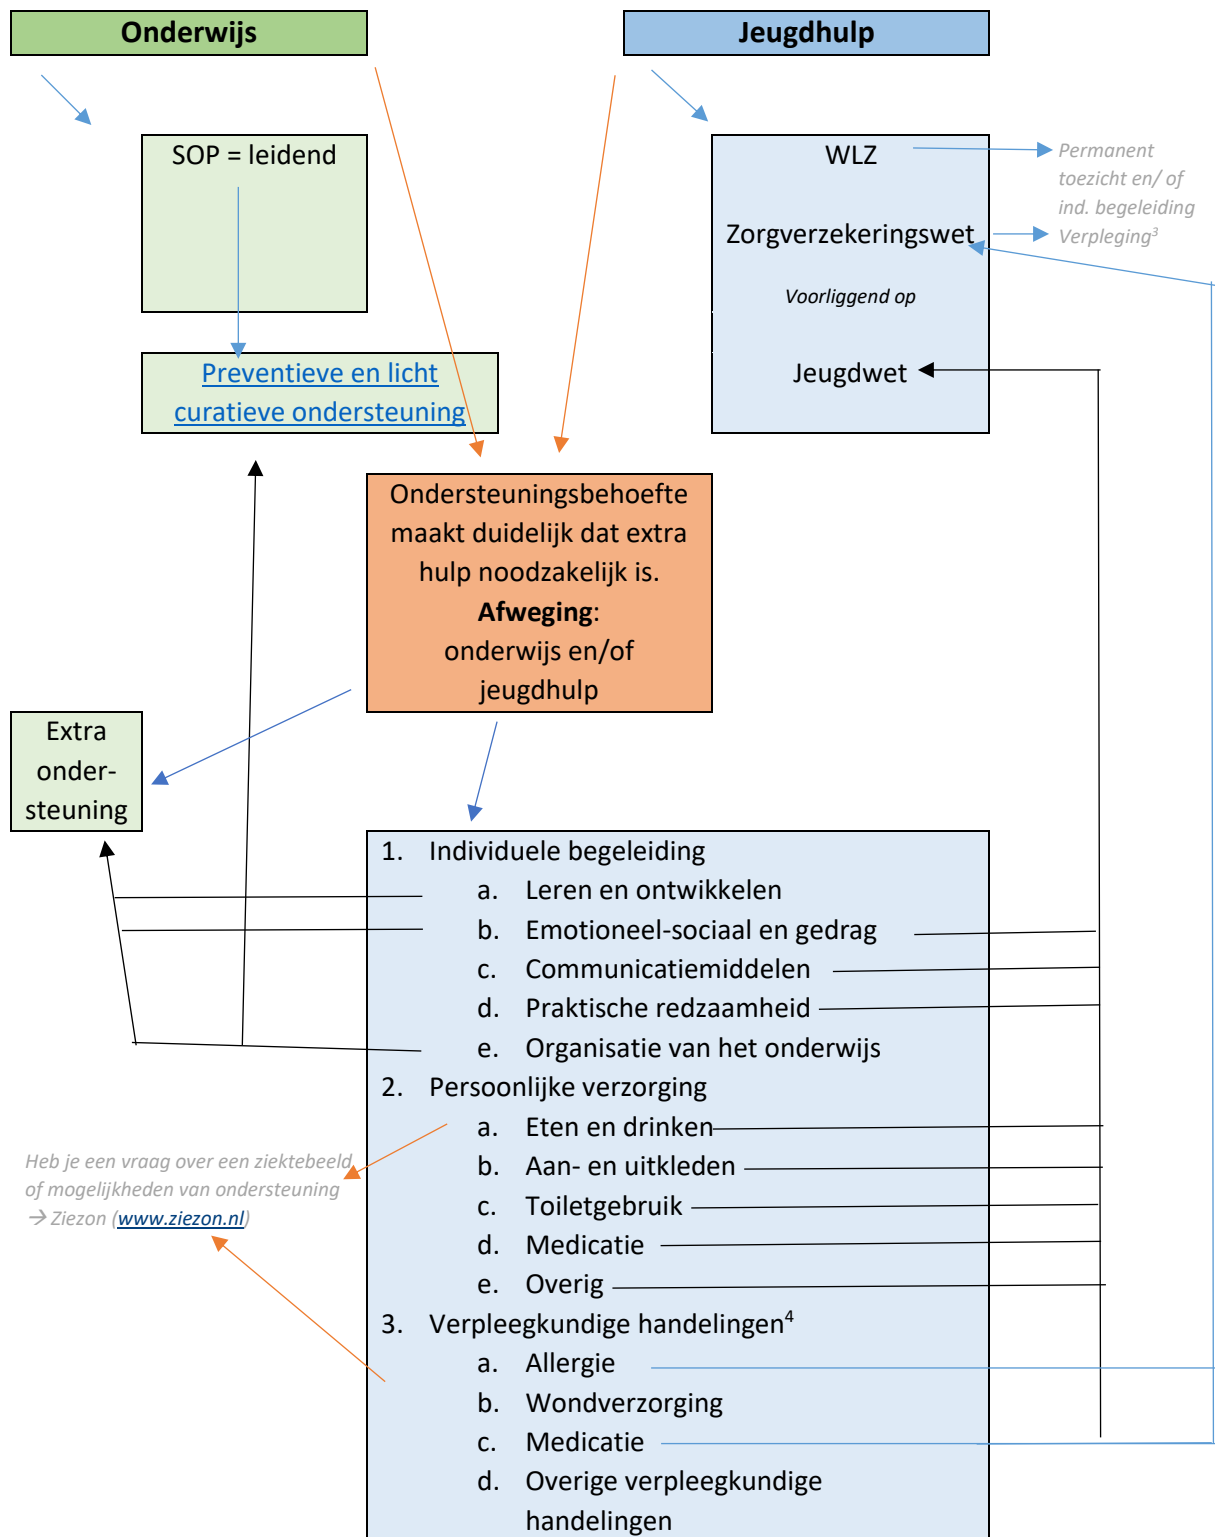 Onderwijs
Jeugdhulp
SOP = leidend
WLZ
Permanent
toezicht en/ of
ind. begeleiding
Zorgverzekeringswet
Verpleging³
Voorliggend op
Jeugdwet
Preventieve en licht
curatieve ondersteuning
Ondersteuningsbehoefte
maakt duidelijk dat extra
hulp noodzakelijk is.
Afweging:
onderwijs en/of
jeugdhulp
Extra
onder-
steuning
1. Individuele begeleiding
a. Leren en ontwikkelen
b. Emotioneel-sociaal en gedrag
c. Communicatiemiddelen
d. Praktische redzaamheid
e. Organisatie van het onderwijs
2. Persoonlijke verzorging
a. Eten en drinken
b. Aan- en uitkleden
c. Toiletgebruik
d. Medicatie
e. Overig
Heb je een vraag over een ziektebeeld
of mogelijkheden van ondersteuning
→ Ziezon (www.ziezon.nl)
3. Verpleegkundige handelingen⁴
a. Allergie
b. Wondverzorging
c. Medicatie
d. Overige verpleegkundige
handelingen